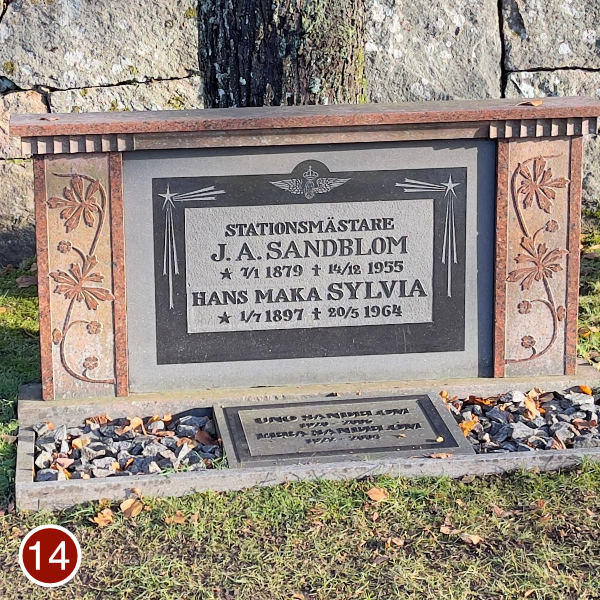 STATIONSMÄSTARE
J. A. SANDBLOM
★ 7/1 1879 ✝ 14/12 1955
HANS MAKA SYLVIA
★ 1/7 1897 ✝ 20/5 1964
UNO SANDBLOM
SANDBLOM
14